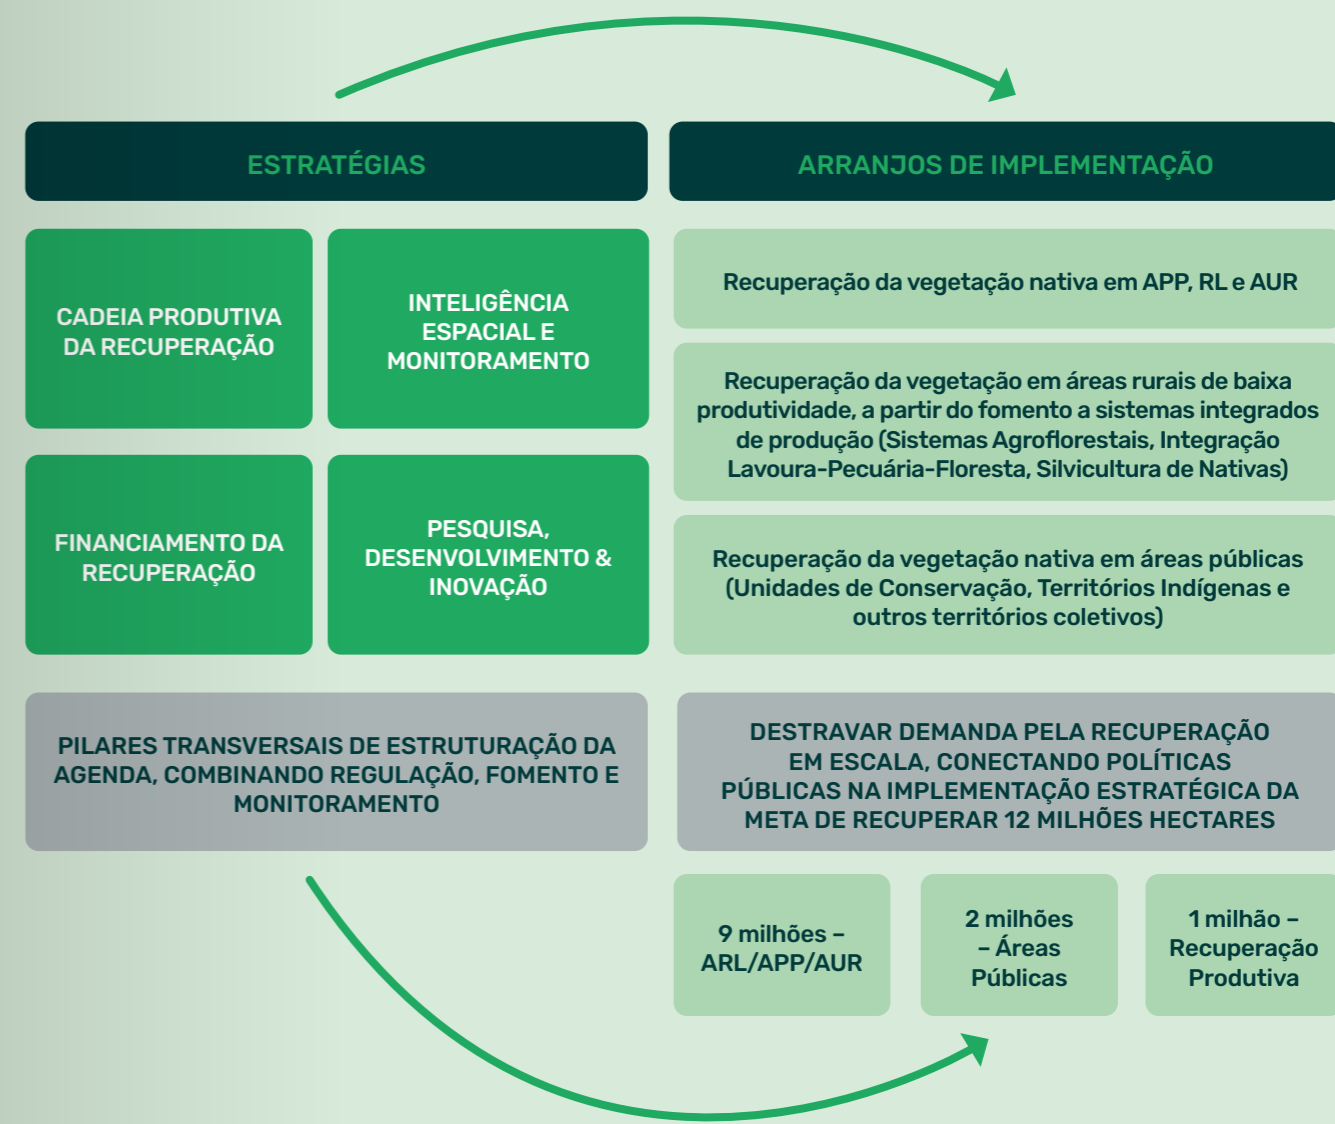 ESTRATÉGIAS
CADEIA PRODUTIVA
DA RECUPERAÇÃO
INTELIGÊNCIA
ESPACIAL E
MONITORAMENTO
FINANCIAMENTO DA
RECUPERAÇÃO
PESQUISA,
DESENVOLVIMENTO &
INOVAÇÃO
PILARES TRANSVERSAIS DE ESTRUTURAÇÃO DA
AGENDA, COMBINANDO REGULAÇÃO, FOMENTO E
MONITORAMENTO
ARRANJOS DE IMPLEMENTAÇÃO
Recuperação da vegetação nativa em APP, RL e AUR
Recuperação da vegetação em áreas rurais de baixa
produtividade, a partir do fomento a sistemas integrados
de produção (Sistemas Agroflorestais, Integração
Lavoura-Pecuária-Floresta, Silvicultura de Nativas)
Recuperação da vegetação nativa em áreas públicas
(Unidades de Conservação, Territórios Indígenas e
outros territórios coletivos)
DESTRAVAR DEMANDA PELA RECUPERAÇÃO
EM ESCALA, CONECTANDO POLÍTICAS
PÚBLICAS NA IMPLEMENTAÇÃO ESTRATÉGICA DA
META DE RECUPERAR 12 MILHÕES HECTARES
9 milhões –
ARL/APP/AUR
2 milhões
– Áreas
Públicas
1 milhão –
Recuperação
Produtiva